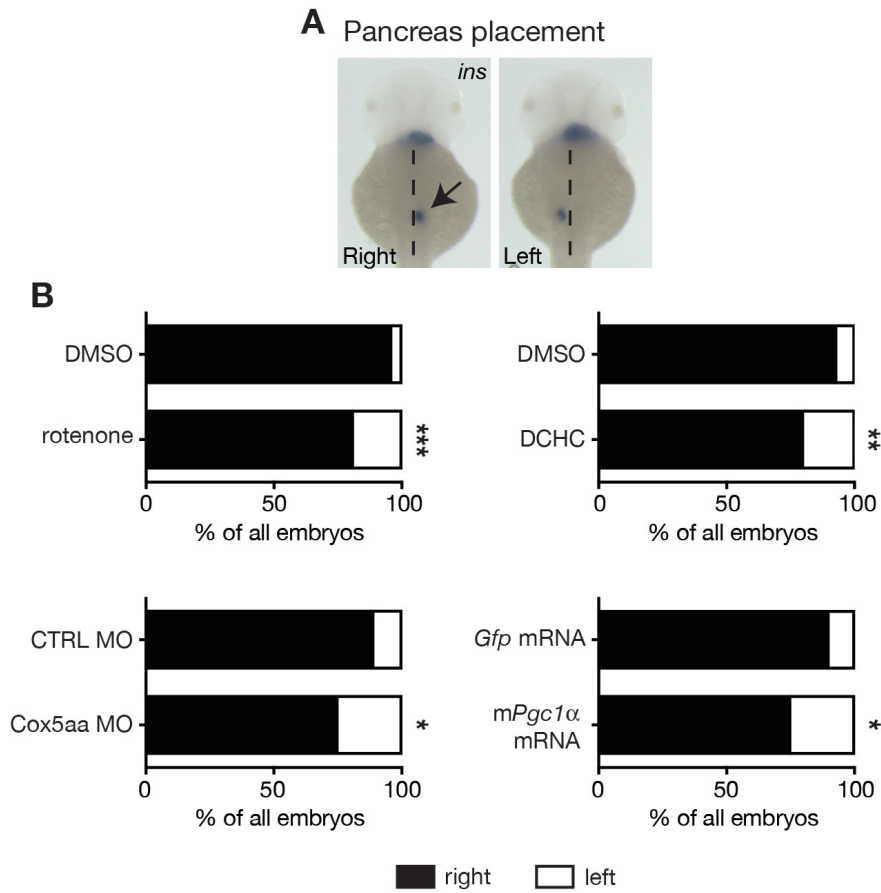 A Pancreas placement
ins
Right
Left
B
DMSO
rotenone
***
0 50 100
% of all embryos
DMSO
DCHC
**
0 50 100
% of all embryos
CTRL MO
Cox5aa MO
*
0 50 100
% of all embryos
Gfp mRNA
mPgc1α
mRNA
*
0 50 100
% of all embryos
right left